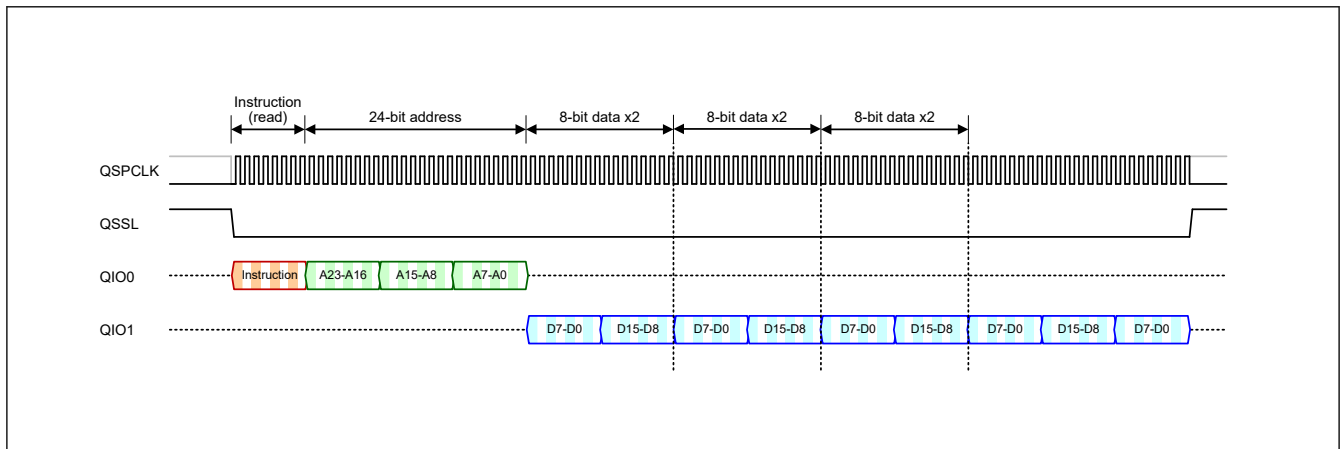 Instruction
(read)
24-bit address
8-bit data x2
8-bit data x2
8-bit data x2
QSPCLK
QSSL
QIO0
Instruction
A23-A16
A15-A8
A7-A0
QIO1
D7-D0
D15-D8
D7-D0
D15-D8
D7-D0
D15-D8
D7-D0
D15-D8
D7-D0